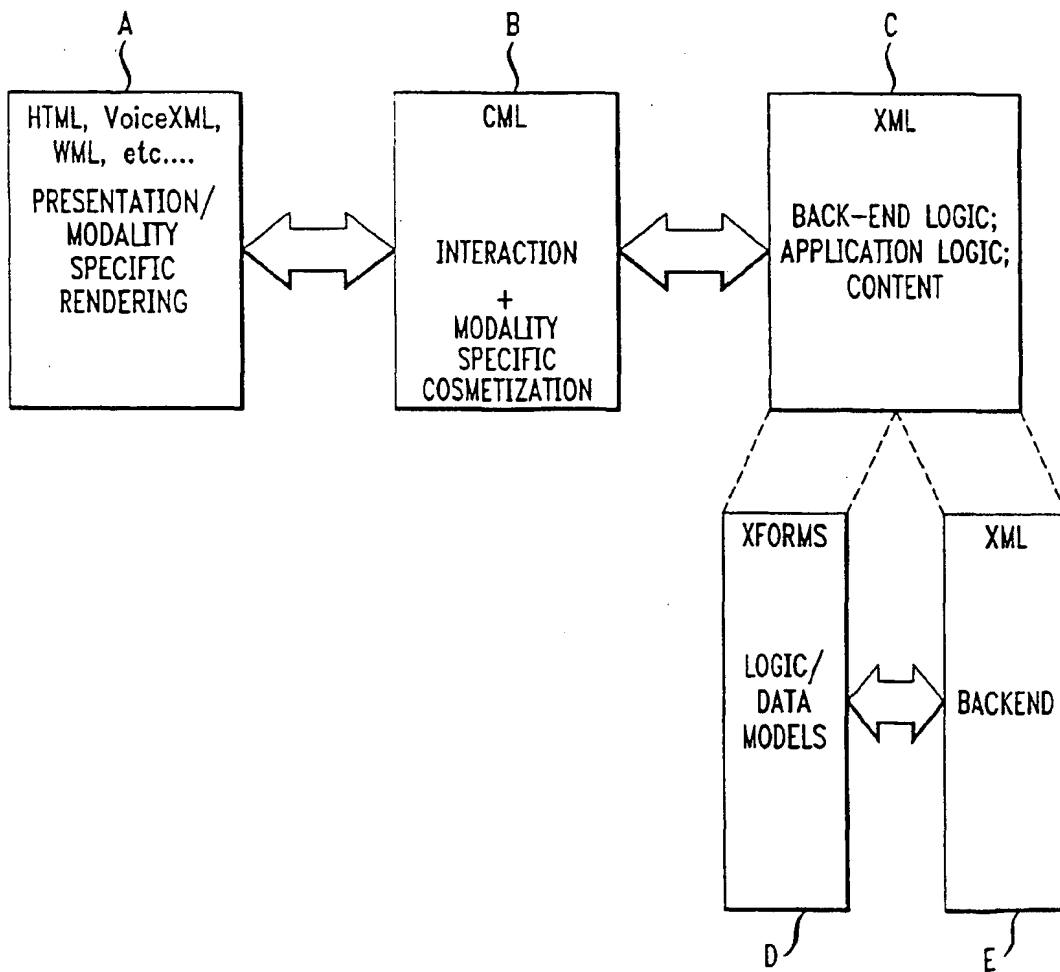 A
B
C
HTML, VoiceXML,
WML, etc....
PRESENTATION/
MODALITY
SPECIFIC
RENDERING
CML
INTERACTION
+
MODALITY
SPECIFIC
COSMETIZATION
XML
BACK-END LOGIC;
APPLICATION LOGIC;
CONTENT
XFORMS
LOGIC/
DATA
MODELS
XML
BACKEND
D
E